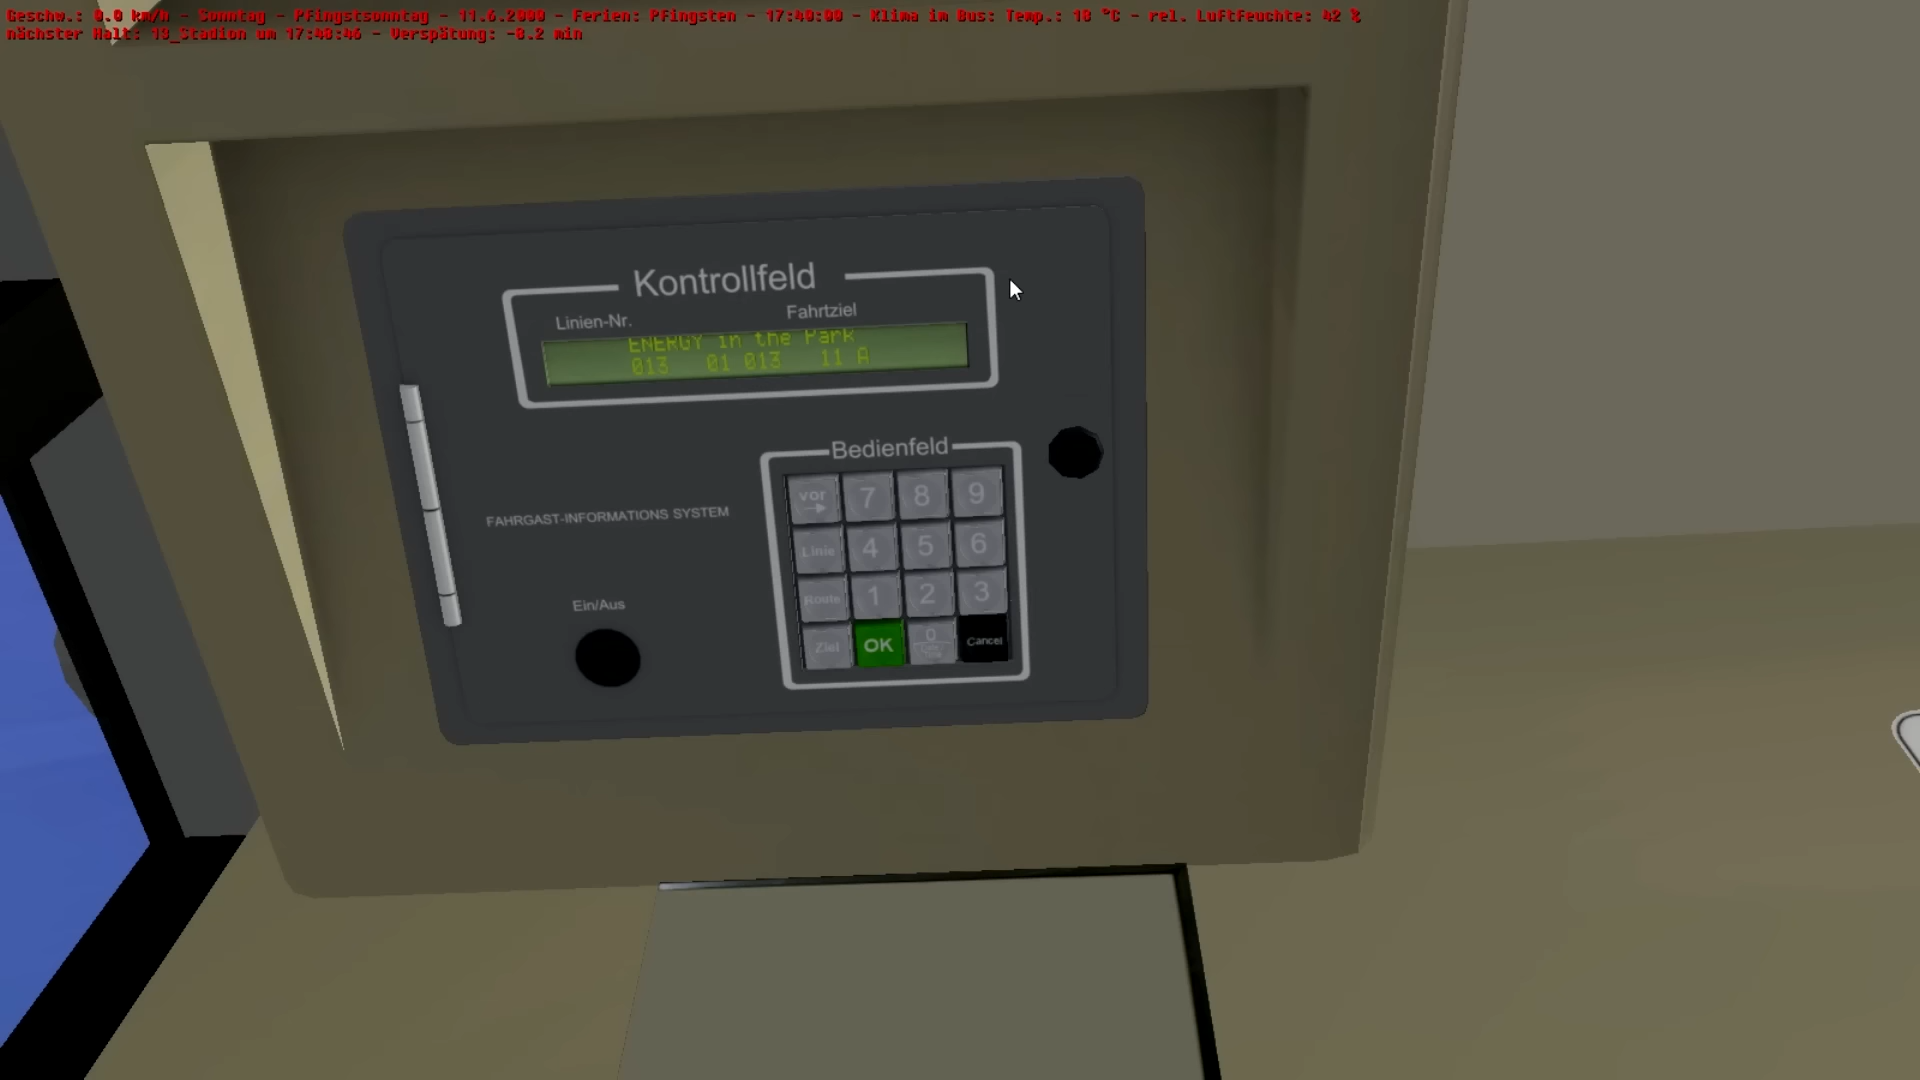 Geschw.: 0.0 km/h - Sonntag - Pfingstsonntag - 11.6.2000 - Ferien: Pfingsten - 17:40:00 - Klima im Bus: Temp.: 18 °C - rel. Luftfeuchte: 42 %
nächster Halt: 13_Stadion um 17:40:46 - Verspätung: -0.2 min
Kontrollfeld
Linien-Nr. Fahrtziel
ENERGY in the Park
013 01 013 11 A
Bedienfeld
vor 7 8 9
FAHRGAST-INFORMATIONS SYSTEM
Linie 4 5 6
Route 1 2 3
Ein/Aus
Ziel OK 0 Cancel